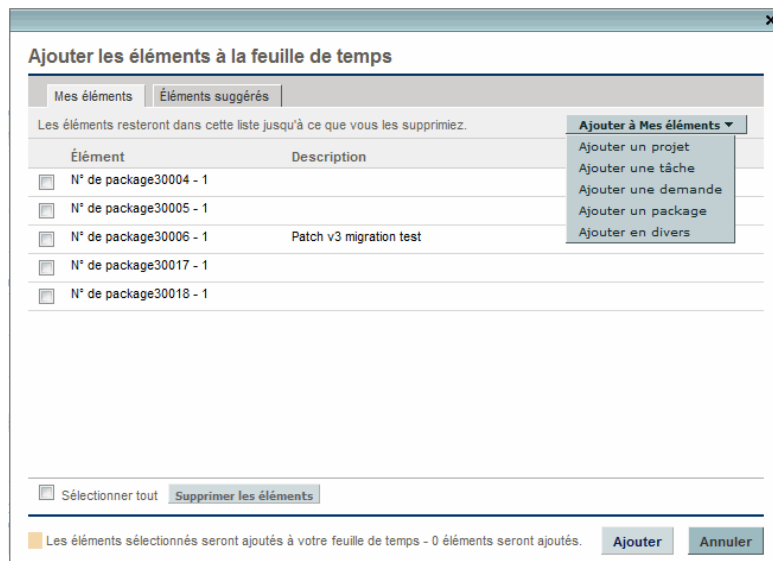 Ajouter les éléments à la feuille de temps
Mes éléments Éléments suggérés
Les éléments resteront dans cette liste jusqu'à ce que vous les supprimiez. Ajouter à Mes éléments
Ajouter un projet
Élément Description
Ajouter une tâche
N° de package30004 - 1
Ajouter une demande
N° de package30005 - 1
Ajouter un package
N° de package30006 - 1 Patch v3 migration test
Ajouter en divers
N° de package30017 - 1
N° de package30018 - 1
Sélectionner tout Supprimer les éléments
Les éléments sélectionnés seront ajoutés à votre feuille de temps - 0 éléments seront ajoutés. Ajouter Annuler